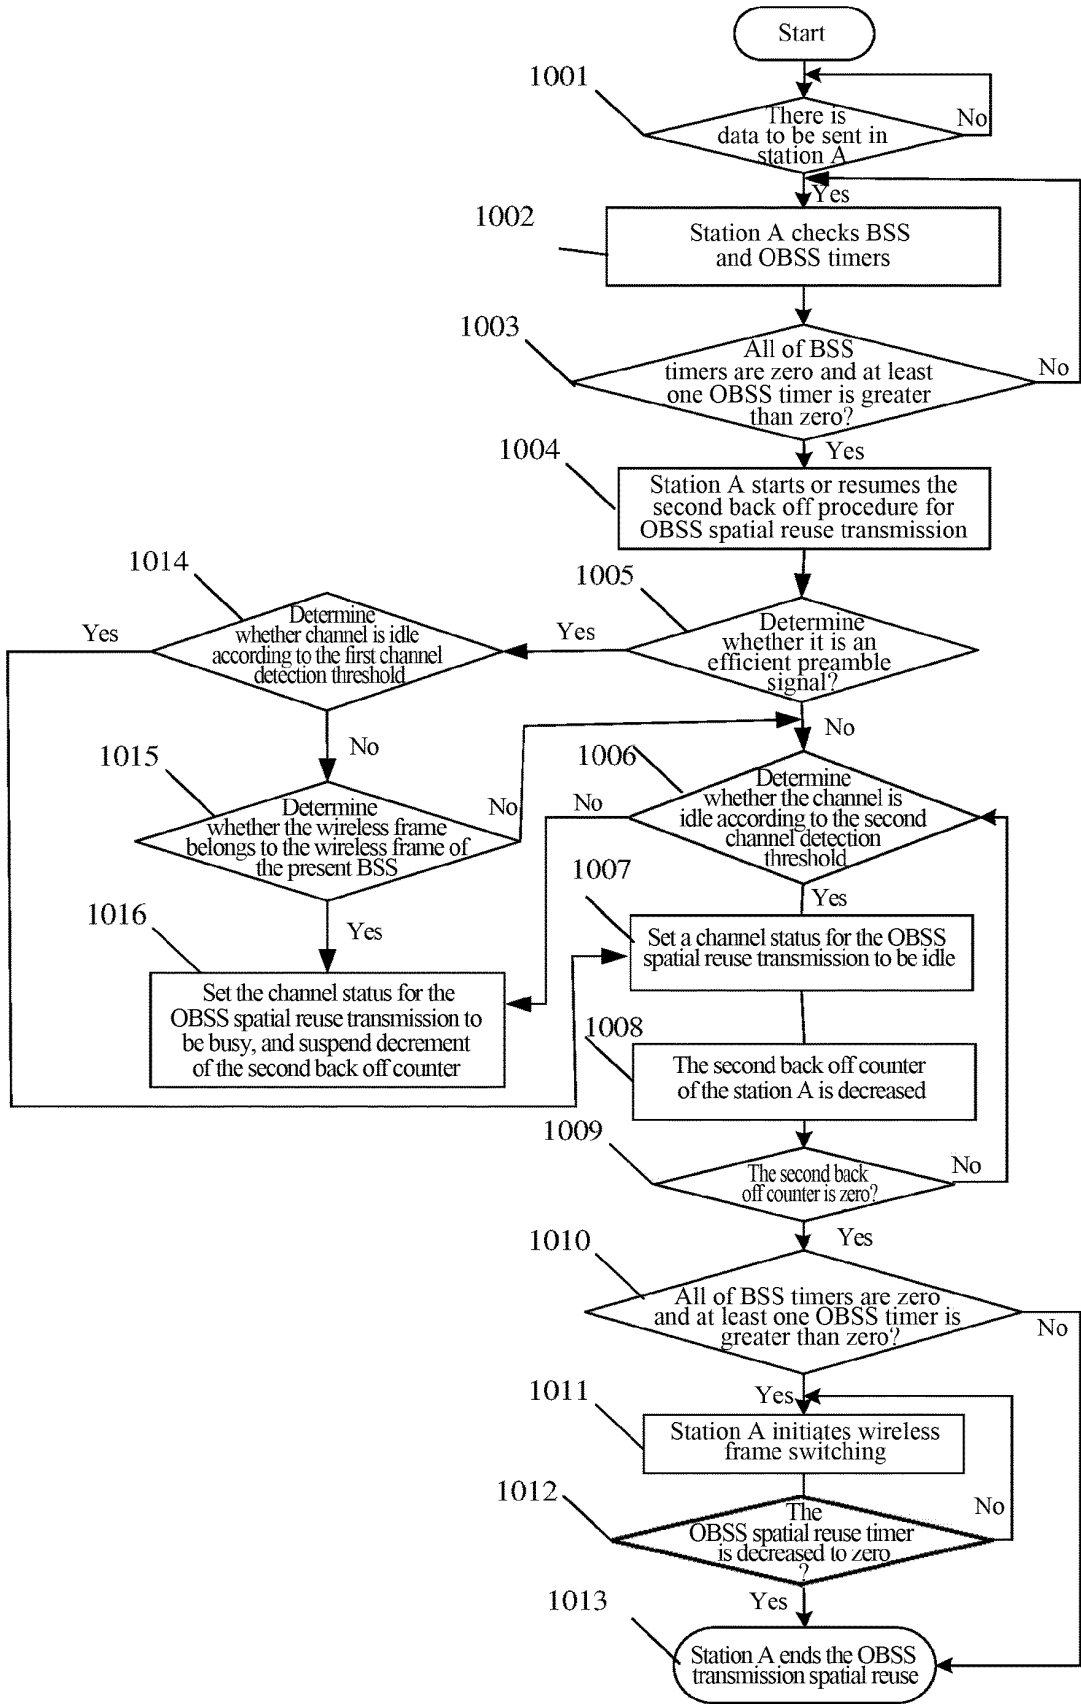 Start
1001
There is
data to be sent in
station A
No
Yes
1002
Station A checks BSS
and OBSS timers
1003
All of BSS
timers are zero and at least
one OBSS timer is greater
than zero?
No
Yes
1004
Station A starts or resumes the
second back off procedure for
OBSS spatial reuse transmission
1014
Determine
whether channel is idle
according to the first channel
detection threshold
Yes
No
1005
Determine
whether it is an
efficient preamble
signal?
Yes
No
1015
Determine
whether the wireless frame
belongs to the wireless frame of
the present BSS
No
Yes
1006
Determine
whether the channel is
idle according to the second
channel detection
threshold
No
Yes
1016
Set the channel status for the
OBSS spatial reuse transmission to
be busy, and suspend decrement
of the second back off counter
1007
Set a channel status for the OBSS
spatial reuse transmission to be idle
1008
The second back off counter
of the station A is decreased
1009
The second back
off counter is zero?
No
Yes
1010
All of BSS timers are zero
and at least one OBSS timer is
greater than zero?
No
Yes
1011
Station A initiates wireless
frame switching
1012
The
OBSS spatial reuse timer
is decreased to zero
?
No
Yes
1013
Station A ends the OBSS
transmission spatial reuse